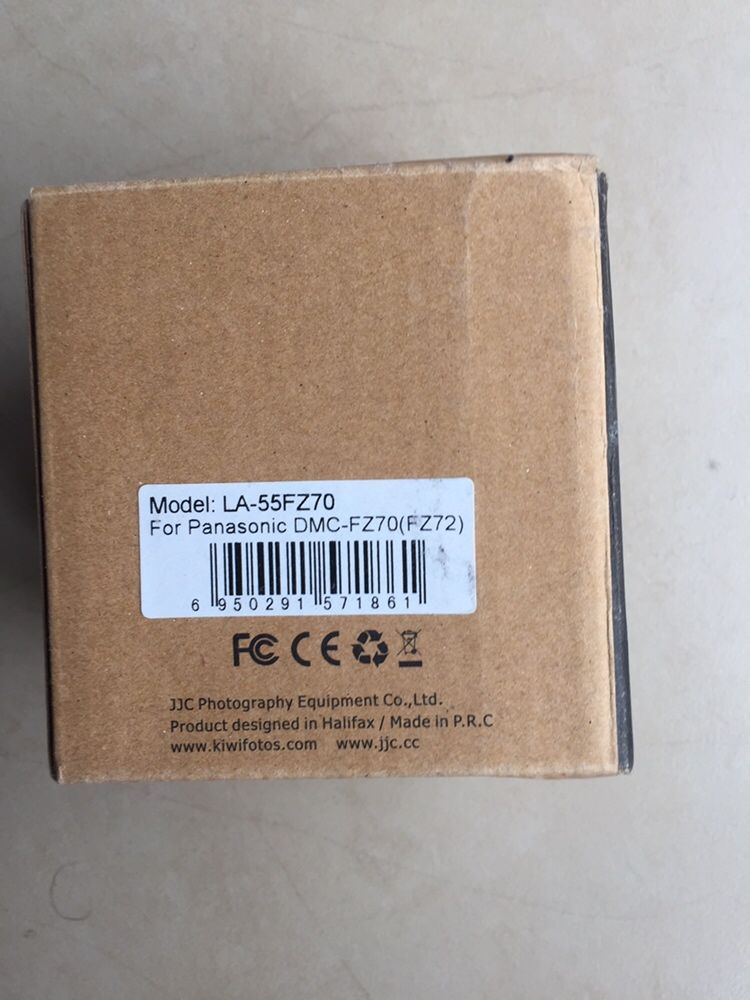 Model: LA-55FZ70
For Panasonic DMC-FZ70(FZ72)
6 950291 571861
FC CE
JJC Photography Equipment Co.,Ltd.
Product designed in Halifax / Made in P.R.C
www.kiwifotos.com www.jjc.cc